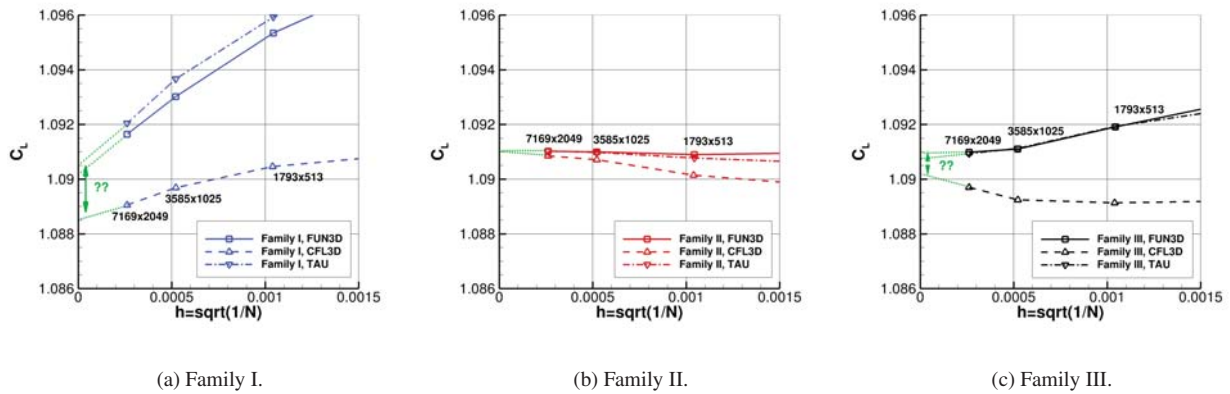 1.096
1.094
1.092
1.09
1.088
1.086
C_L
??
7169x2049
3585x1025
1793x513
Family I, FUN3D
Family I, CFL3D
Family I, TAU
0
0.0005
0.001
0.0015
h=sqrt(1/N)
(a) Family I.
1.096
1.094
1.092
1.09
1.088
1.086
C_L
7169x2049
3585x1025
1793x513
Family II, FUN3D
Family II, CFL3D
Family II, TAU
0
0.0005
0.001
0.0015
h=sqrt(1/N)
(b) Family II.
1.096
1.094
1.092
1.09
1.088
1.086
C_L
??
7169x2049
3585x1025
1793x513
Family III, FUN3D
Family III, CFL3D
Family III, TAU
0
0.0005
0.001
0.0015
h=sqrt(1/N)
(c) Family III.